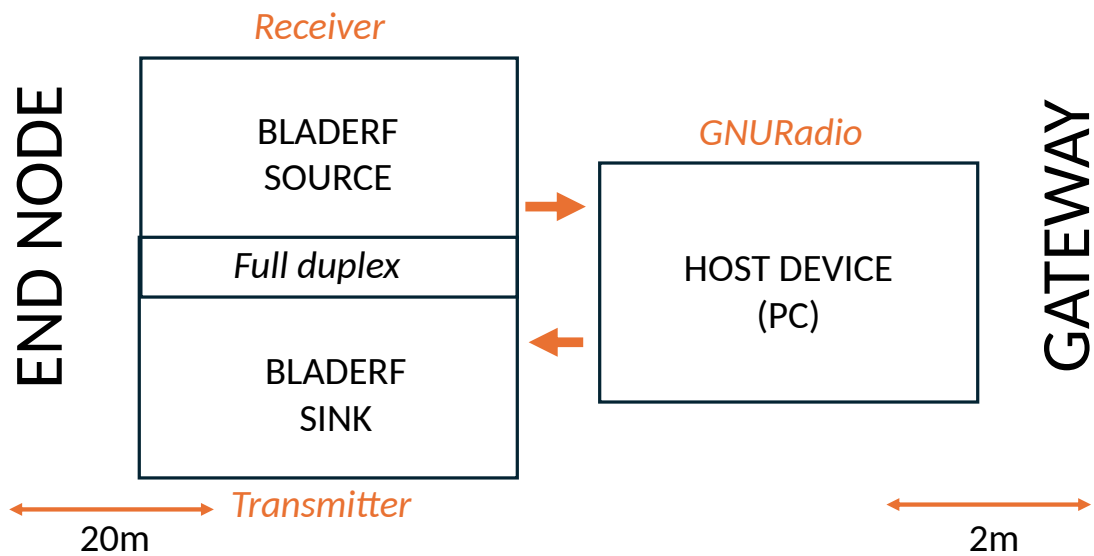 Receiver
END NODE
BLADERF
SOURCE
Full duplex
BLADERF
SINK
Transmitter
20m
GNURadio
HOST DEVICE
(PC)
GATEWAY
2m